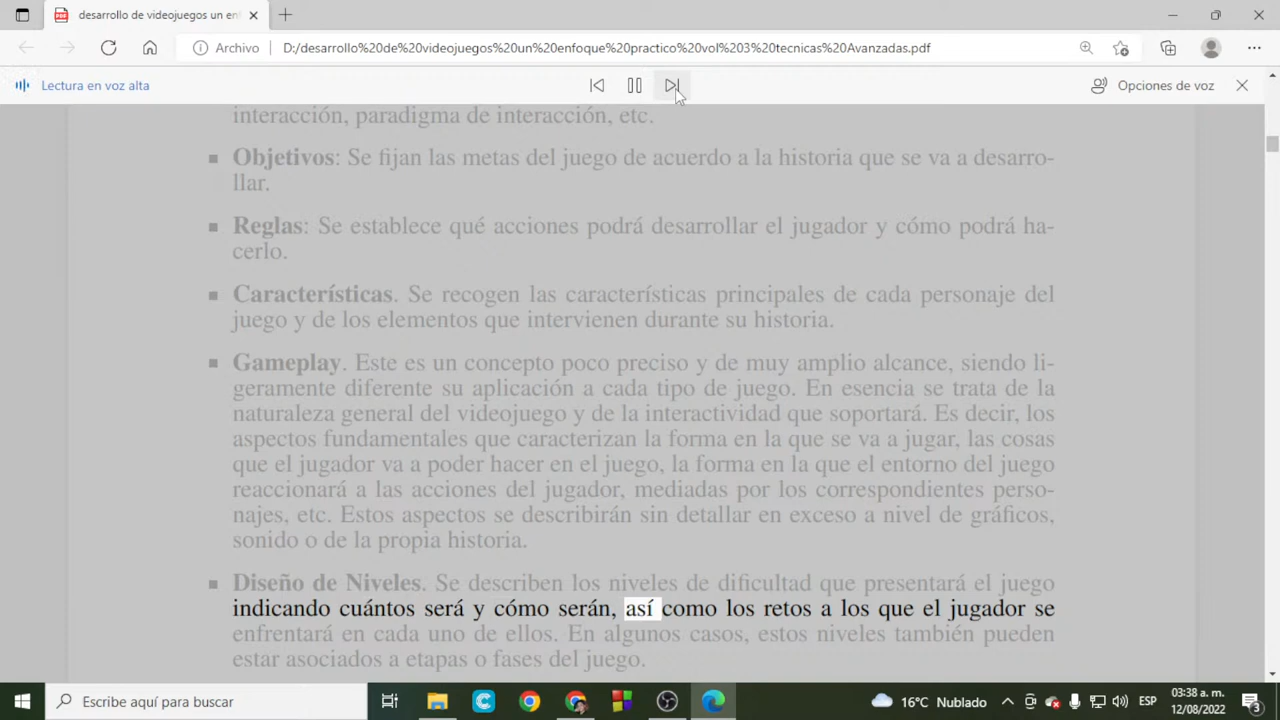 desarrollo de videojuegos un enf
Archivo D:/desarrollo%20de%20videojuegos%20un%20enfoque%20practico%20vol%203%20tecnicas%20Avanzadas.pdf
Lectura en voz alta Opciones de voz
interacción, paradigma de interacción, etc.
▪ Objetivos: Se fijan las metas del juego de acuerdo a la historia que se va a desarro-
llar.
▪ Reglas: Se establece qué acciones podrá desarrollar el jugador y cómo podrá ha-
cerlo.
▪ Características. Se recogen las características principales de cada personaje del
juego y de los elementos que intervienen durante su historia.
▪ Gameplay. Este es un concepto poco preciso y de muy amplio alcance, siendo li-
geramente diferente su aplicación a cada tipo de juego. En esencia se trata de la
naturaleza general del videojuego y de la interactividad que soportará. Es decir, los
aspectos fundamentales que caracterizan la forma en la que se va a jugar, las cosas
que el jugador va a poder hacer en el juego, la forma en la que el entorno del juego
reaccionará a las acciones del jugador, mediadas por los correspondientes perso-
najes, etc. Estos aspectos se describirán sin detallar en exceso a nivel de gráficos,
sonido o de la propia historia.
▪ Diseño de Niveles. Se describen los niveles de dificultad que presentará el juego
indicando cuántos será y cómo serán, así como los retos a los que el jugador se
enfrentará en cada uno de ellos. En algunos casos, estos niveles también pueden
estar asociados a etapas o fases del juego.
Escribe aquí para buscar 16°C Nublado ESP 03:38 a. m.
12/08/2022 3